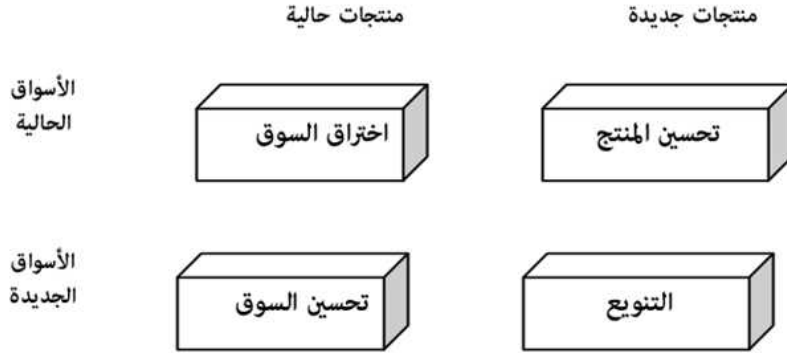 منتجات جديدة
منتجات حالية
الأسواق
الحالية
اختراق السوق
تحسين المنتج
الأسواق
الجديدة
تحسين السوق
التنويع